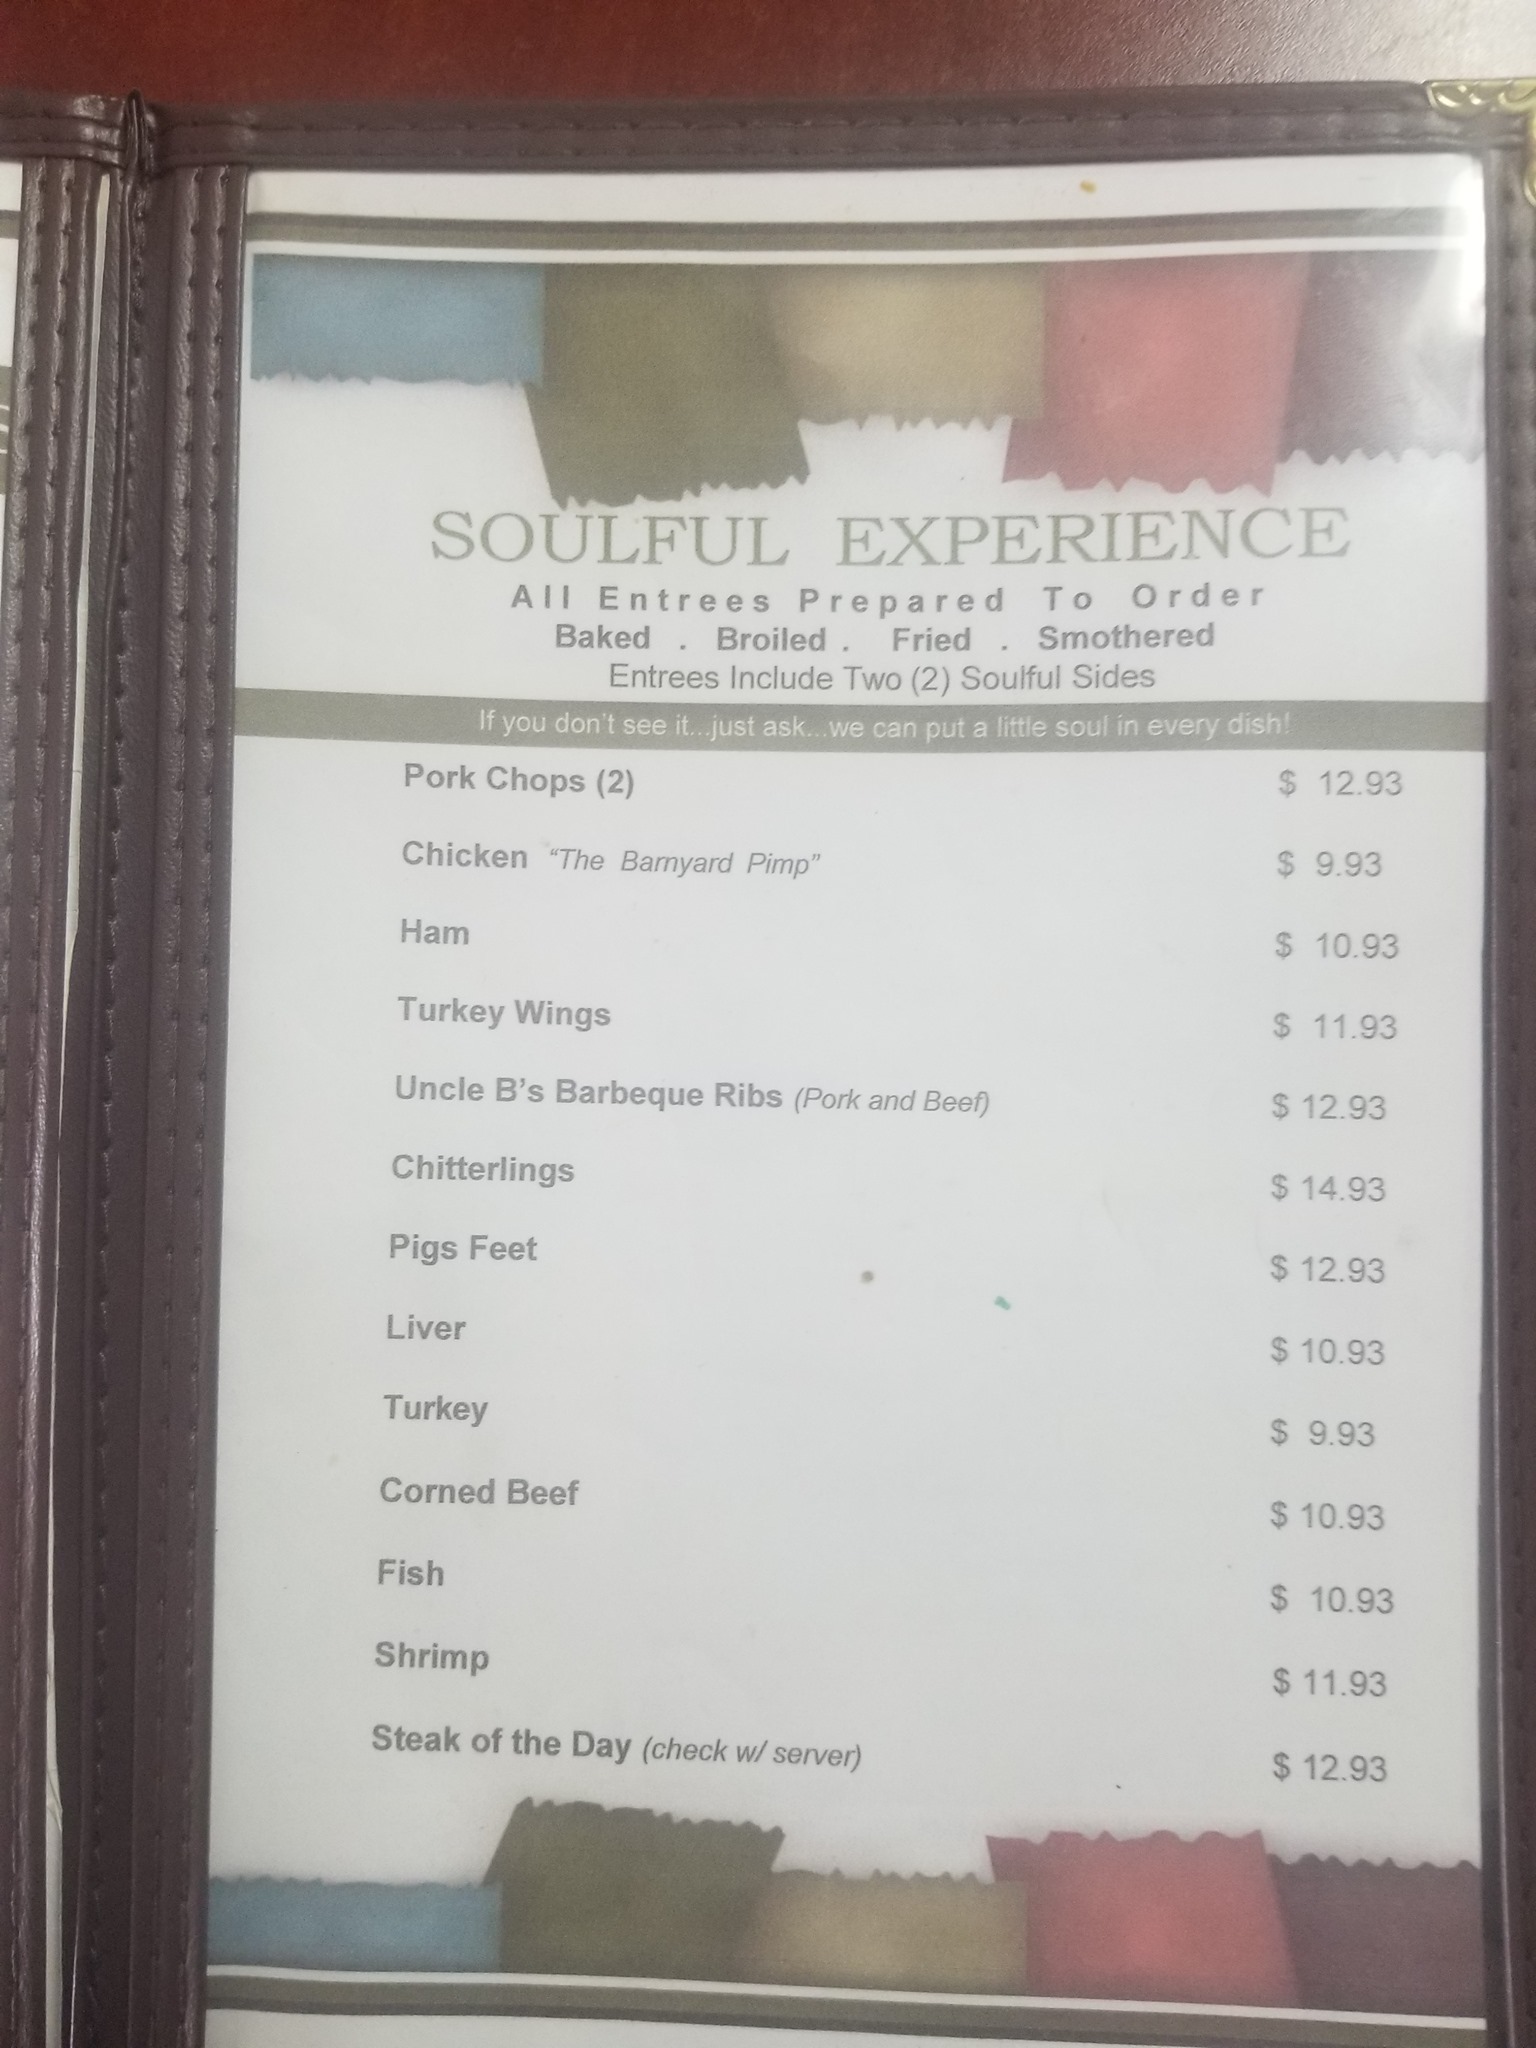 SOULFUL EXPERIENCE
All Entrees Prepared To Order
Baked . Broiled . Fried . Smothered
Entrees Include Two (2) Soulful Sides
If you don't see it...just ask...we can put a little soul in every dish!
Pork Chops (2) $ 12.93
Chicken "The Barnyard Pimp" $ 9.93
Ham $ 10.93
Turkey Wings $ 11.93
Uncle B's Barbeque Ribs (Pork and Beef) $ 12.93
Chitterlings $ 14.93
Pigs Feet $ 12.93
Liver $ 10.93
Turkey $ 9.93
Corned Beef $ 10.93
Fish $ 10.93
Shrimp $ 11.93
Steak of the Day (check w/ server) $ 12.93